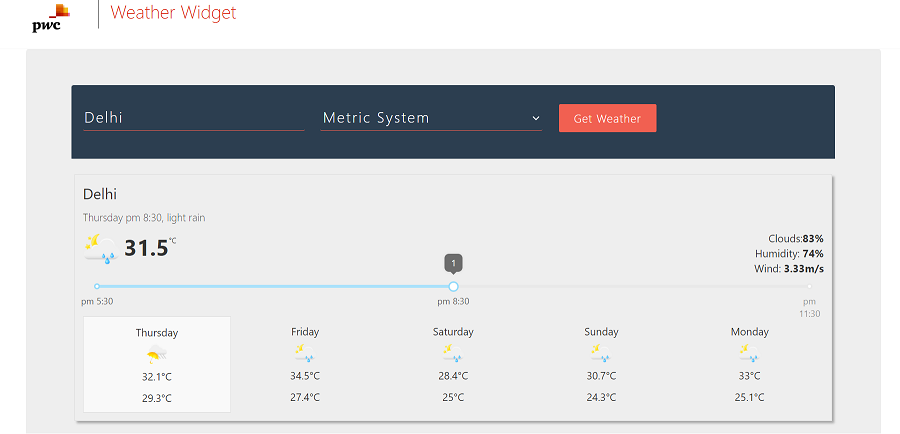 pwc
Weather Widget
Delhi
Metric System
Get Weather
Delhi
Thursday pm 8:30, light rain
31.5°C
Clouds:83%
Humidity: 74%
Wind: 3.33m/s
1
pm 5:30
pm 8:30
pm
11:30
Thursday
32.1°C
29.3°C
Friday
34.5°C
27.4°C
Saturday
28.4°C
25°C
Sunday
30.7°C
24.3°C
Monday
33°C
25.1°C